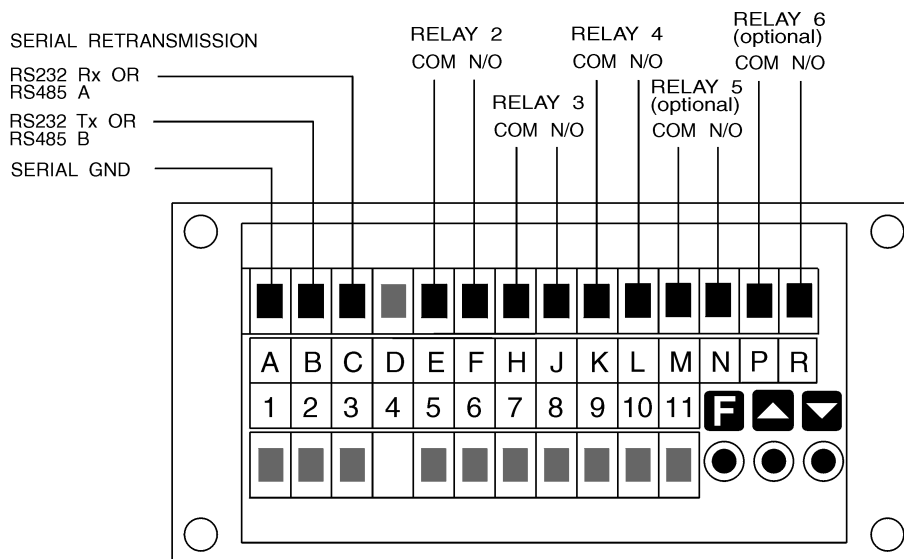 SERIAL RETRANSMISSION
RS232 Rx OR
RS485 A
RS232 Tx OR
RS485 B
SERIAL GND
RELAY 2
COM N/O
RELAY 3
COM N/O
RELAY 4
COM N/O
RELAY 5
(optional)
COM N/O
RELAY 6
(optional)
COM N/O
A B C D E F H J K L M N P R
1 2 3 4 5 6 7 8 9 10 11 F